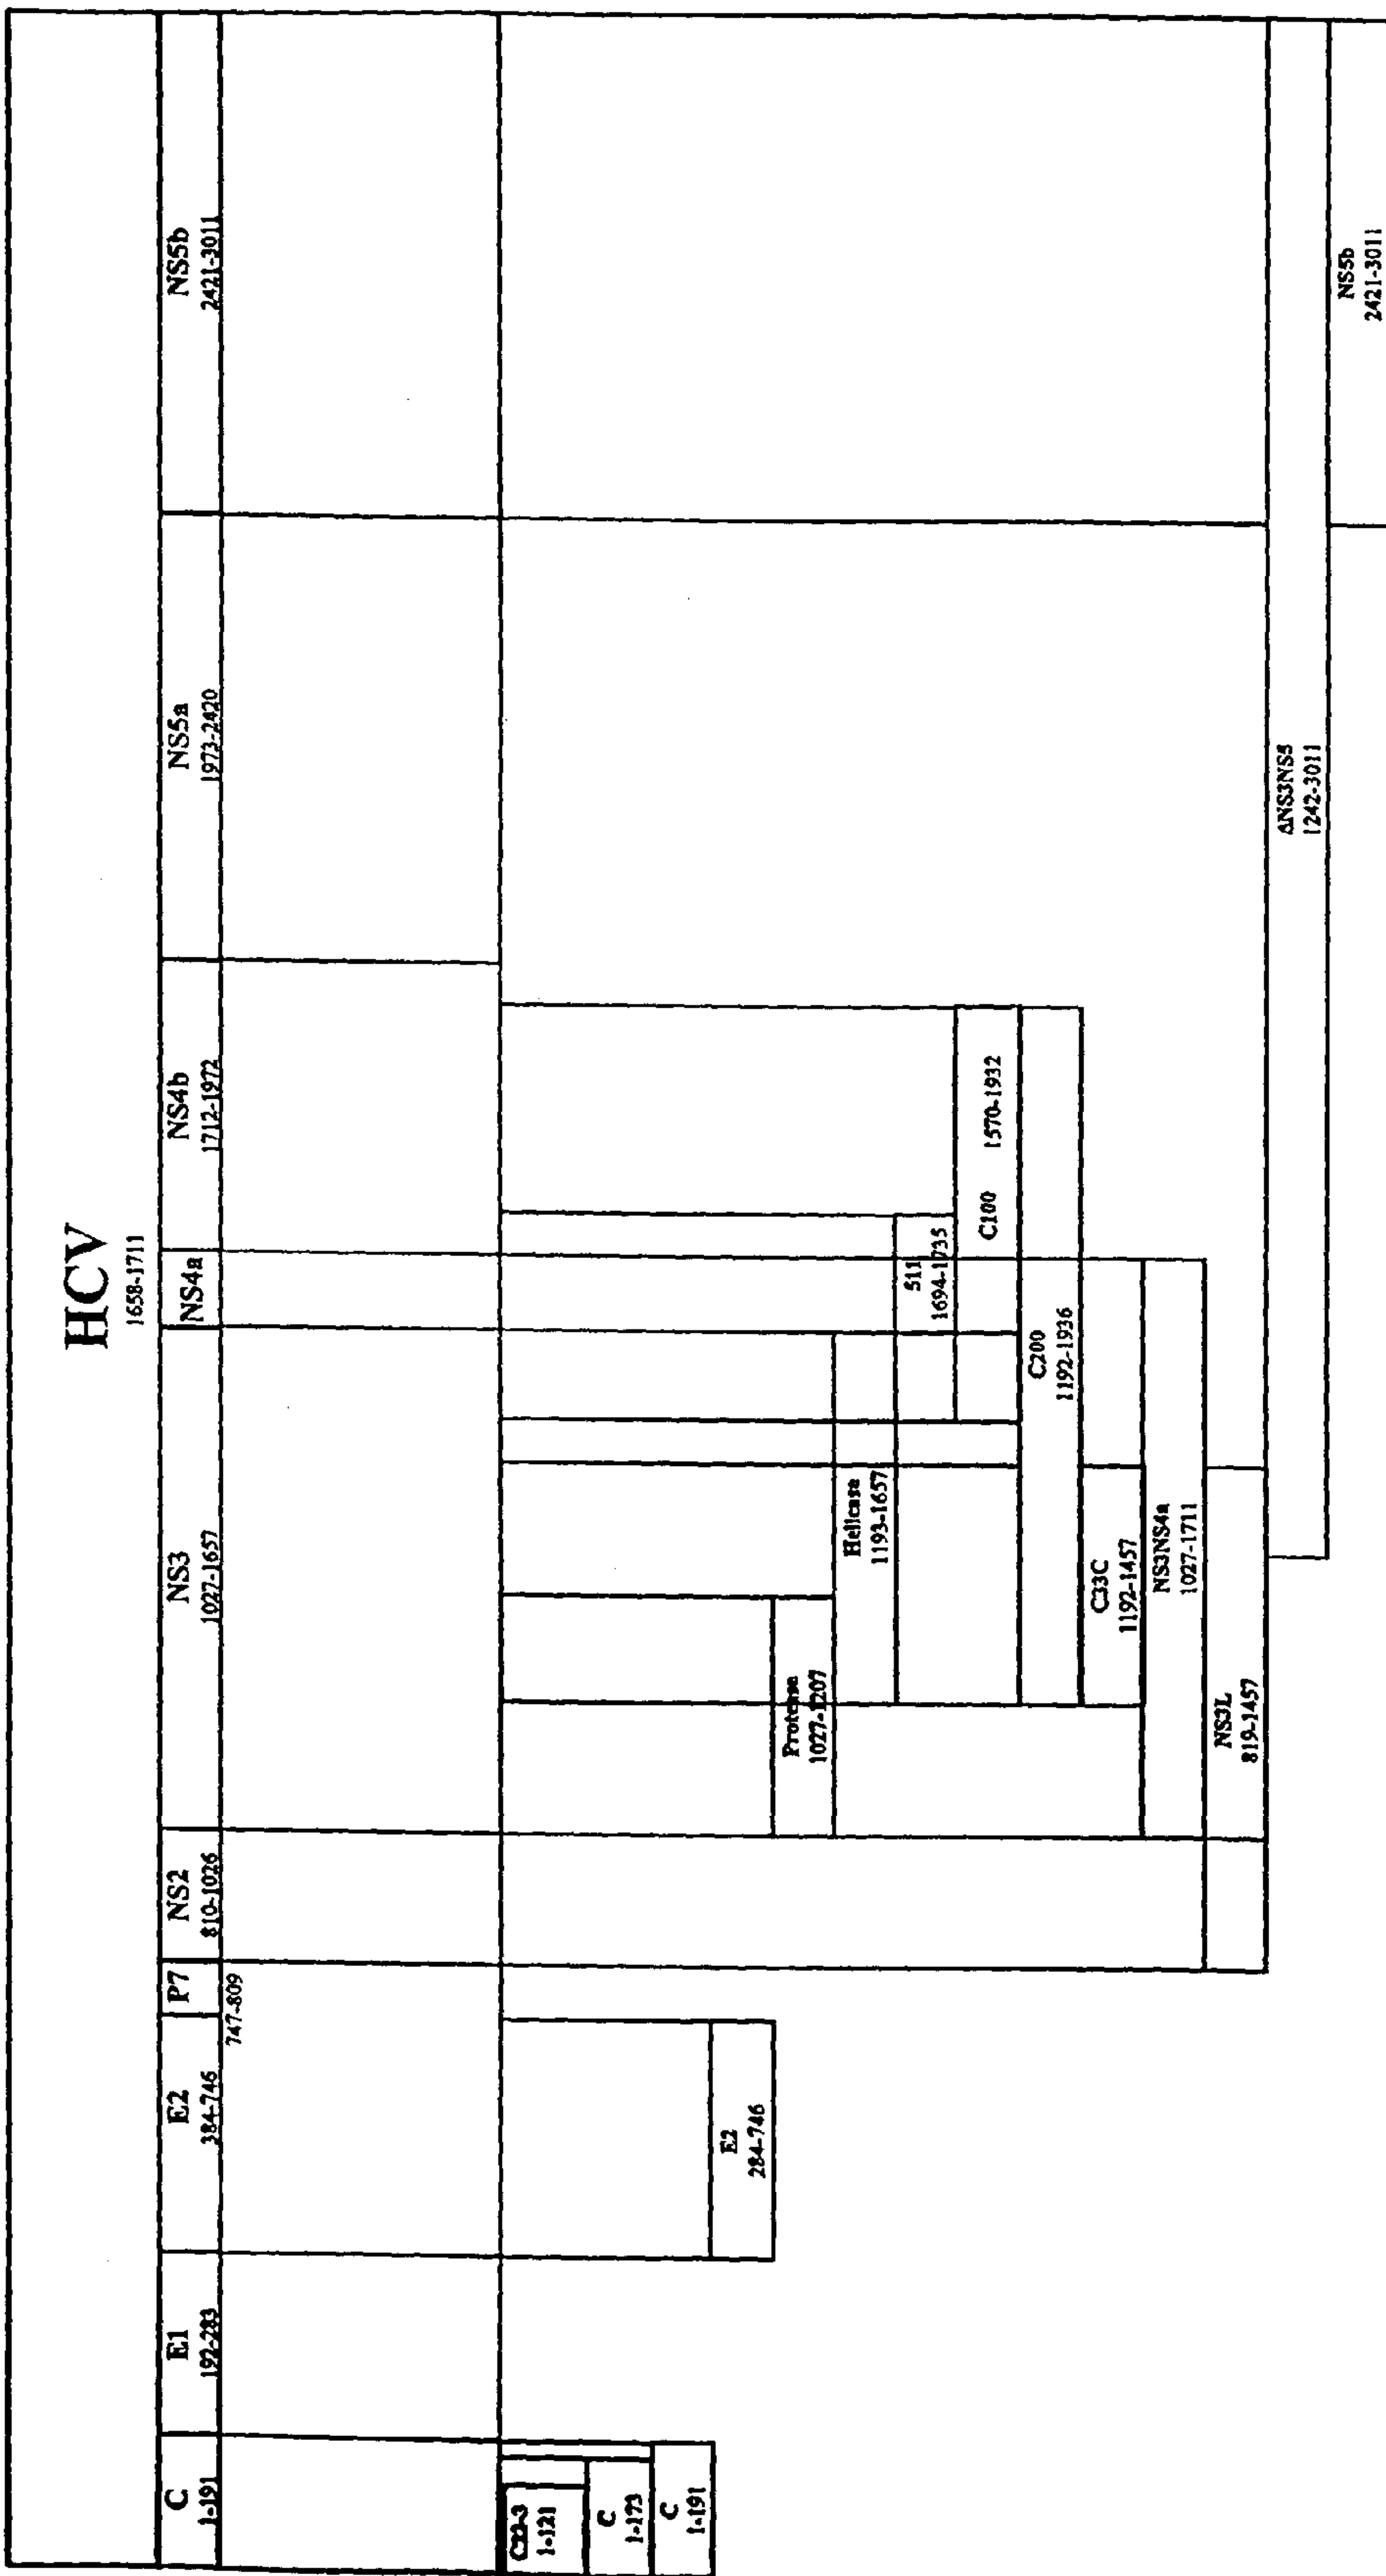 HCV
1658-1711
C
1-191
E1
192-283
E2
384-746
P7
747-809
NS2
810-1026
NS3
1027-1657
NS4a
NS4b
1712-1972
NS5a
1973-2420
NS5b
2421-3011
C22-3
1-121
C
1-173
C
1-191
E2
284-746
Protease
1027-1207
Helicase
1193-1657
511
1694-1735
C100 1570-1932
C200
1192-1936
C33C
1192-1457
NS3NS4a
1027-1711
NS3L
819-1457
ΔNS3NS5
1242-3011
NS5b
2421-3011